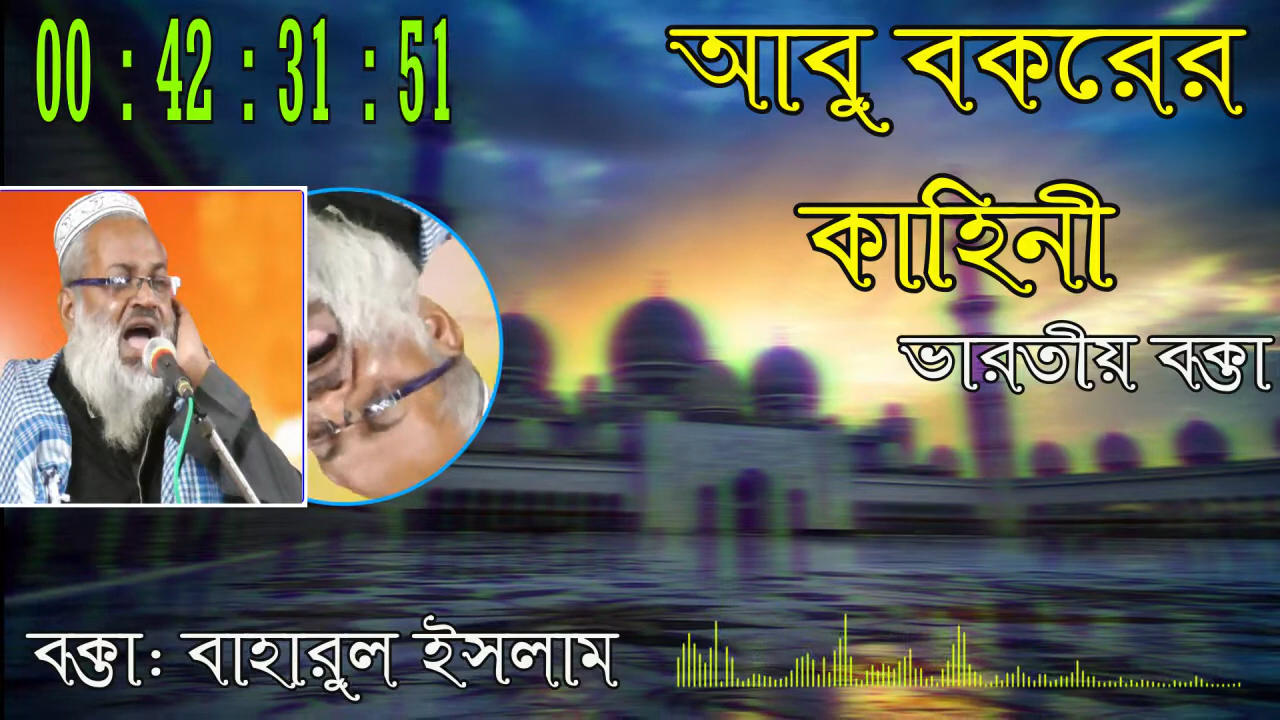 00 : 42 : 31 : 51
আবু বকরের
কাহিনী
ভারতীয় বক্তা
বক্তা: বাহারুল ইসলাম